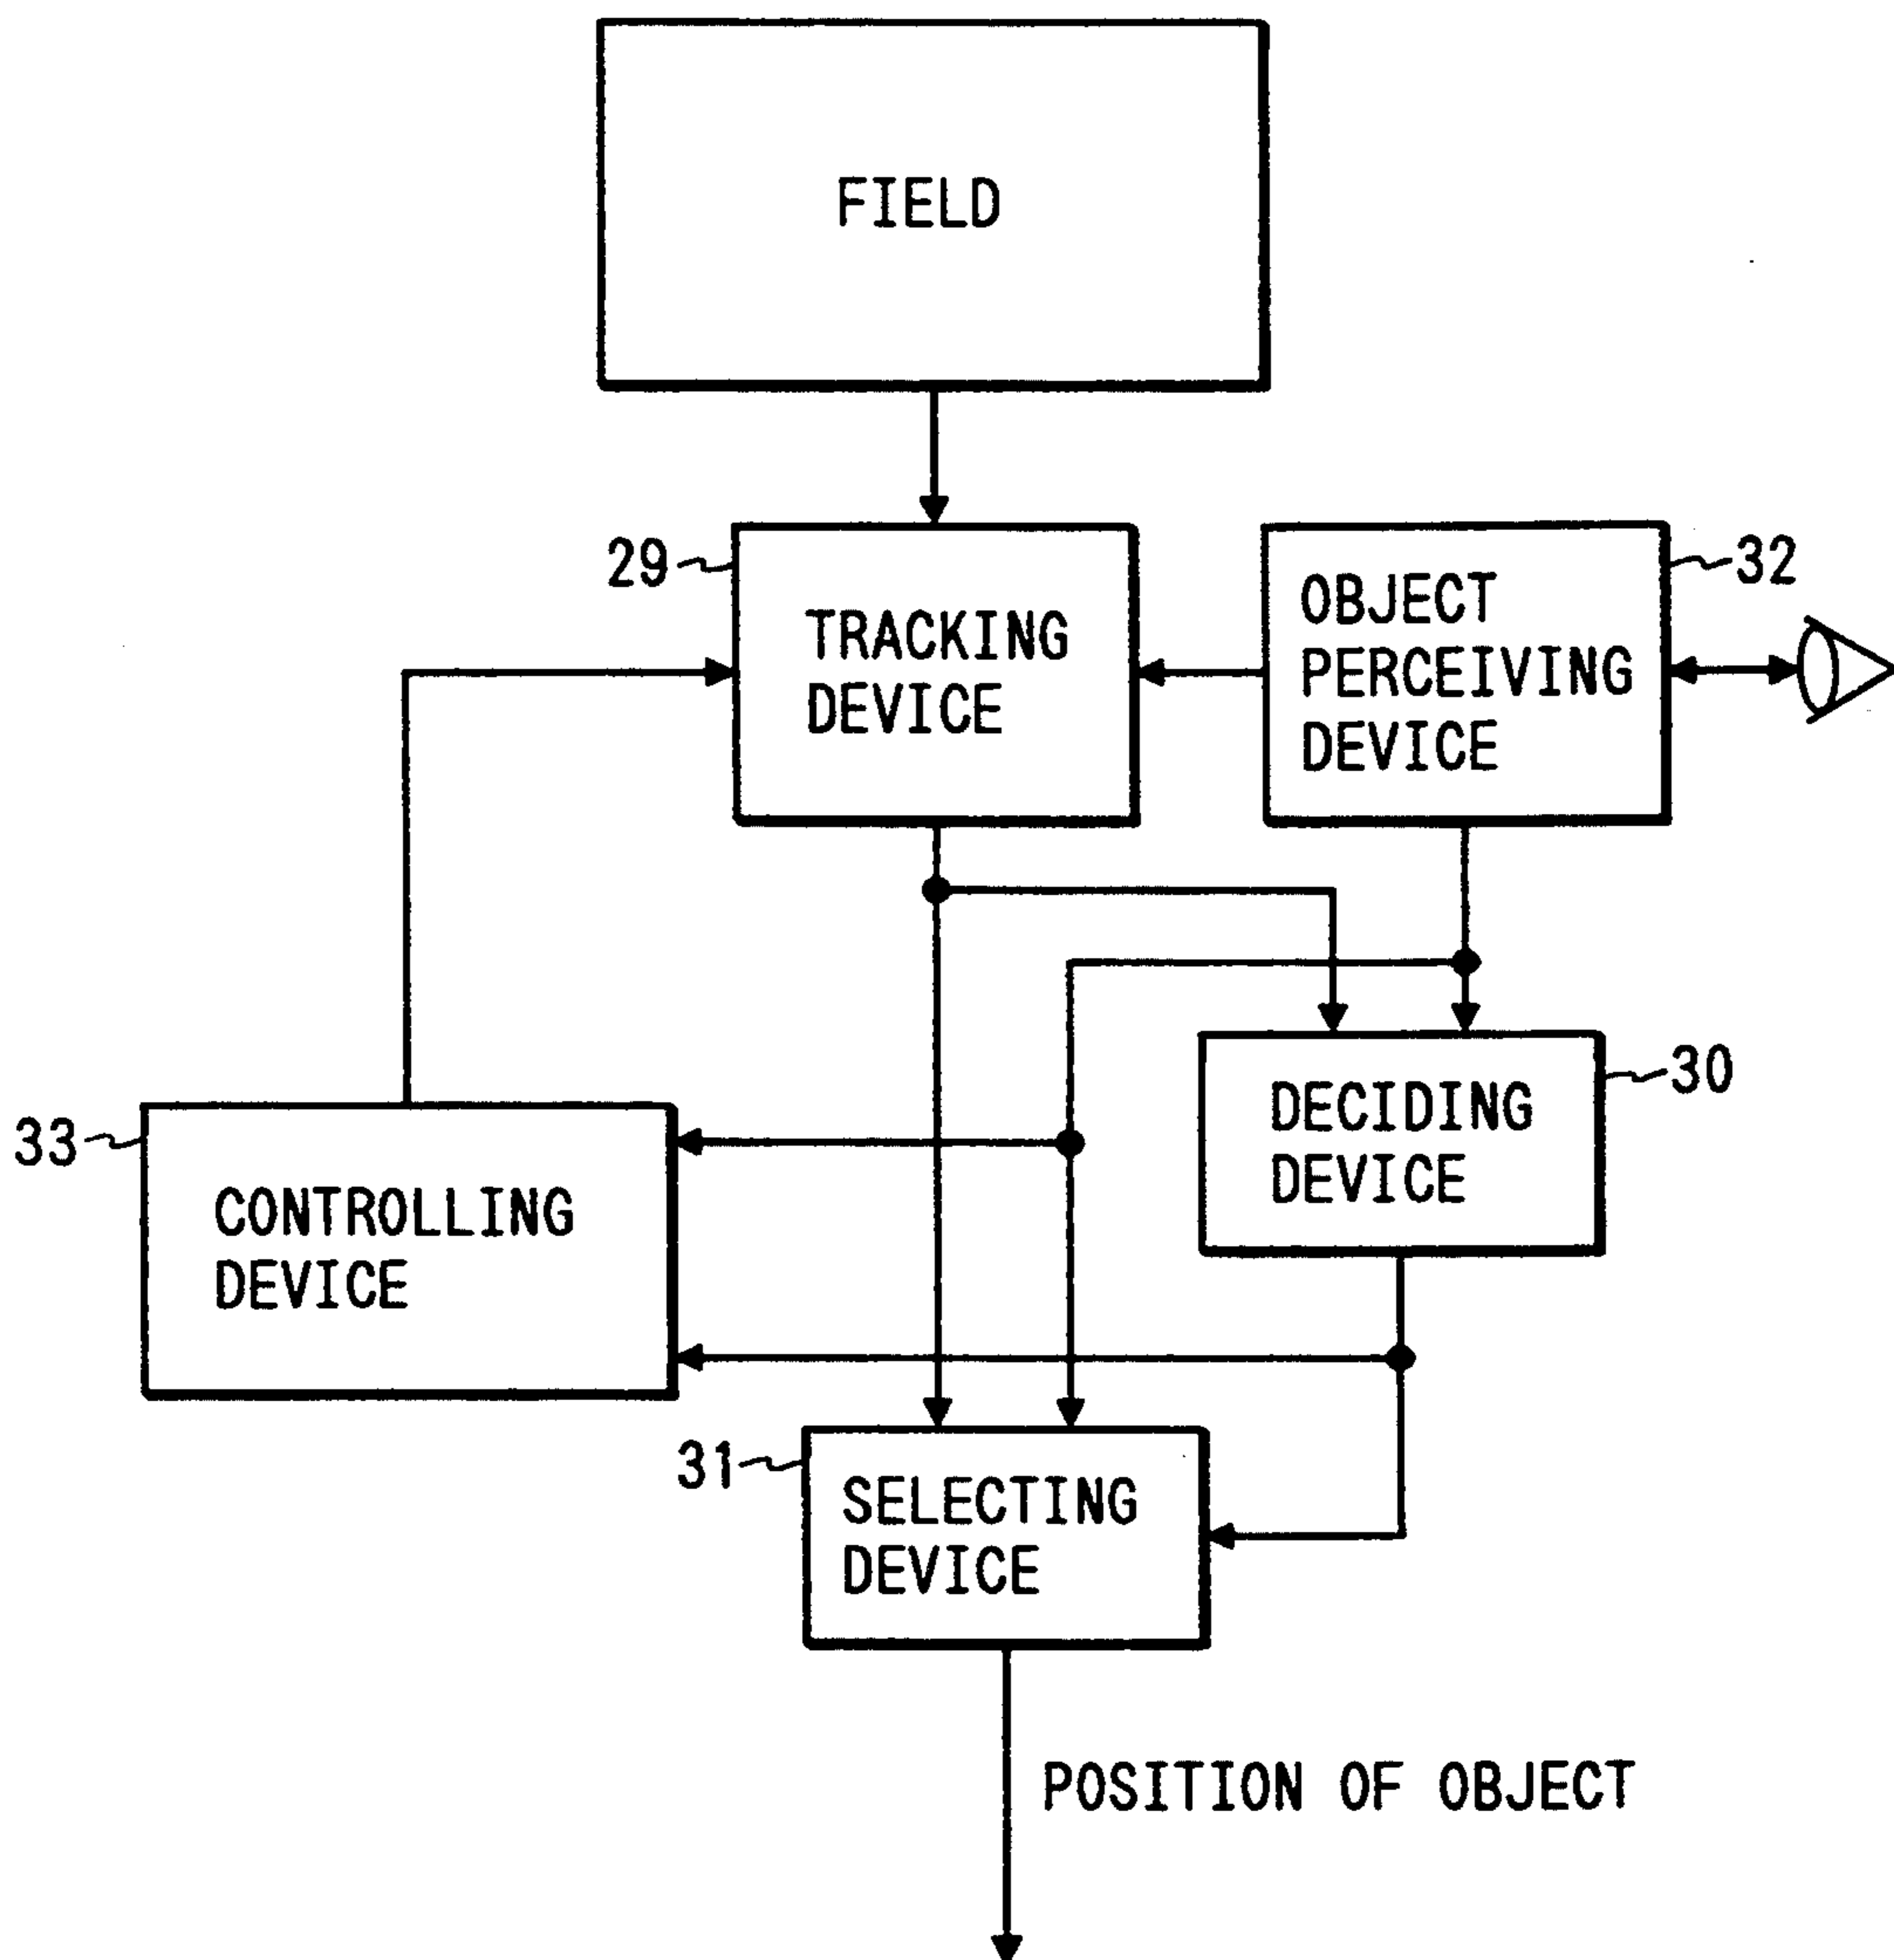 FIELD
29
TRACKING
DEVICE
32
OBJECT
PERCEIVING
DEVICE
30
DECIDING
DEVICE
33
CONTROLLING
DEVICE
31
SELECTING
DEVICE
POSITION OF OBJECT